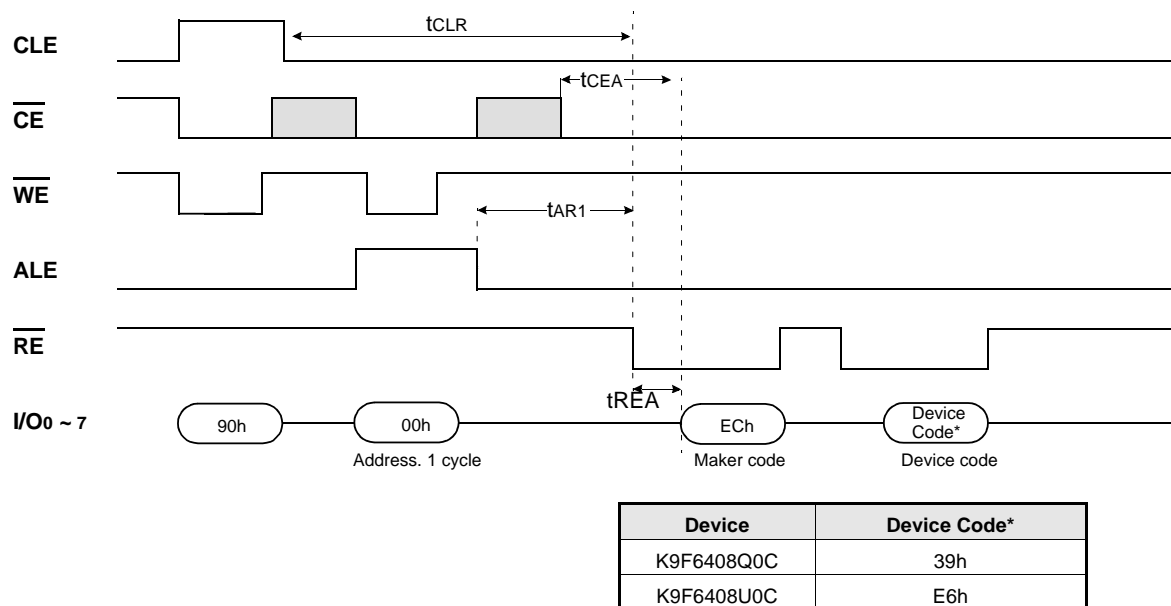 tCLR
CLE
tCEA
CE
WE
tAR1
ALE
RE
tREA
I/O0 ~ 7
90h
00h
ECh
Device
Code*
Address. 1 cycle
Maker code
Device code
Device Device Code*
K9F6408Q0C 39h
K9F6408U0C E6h